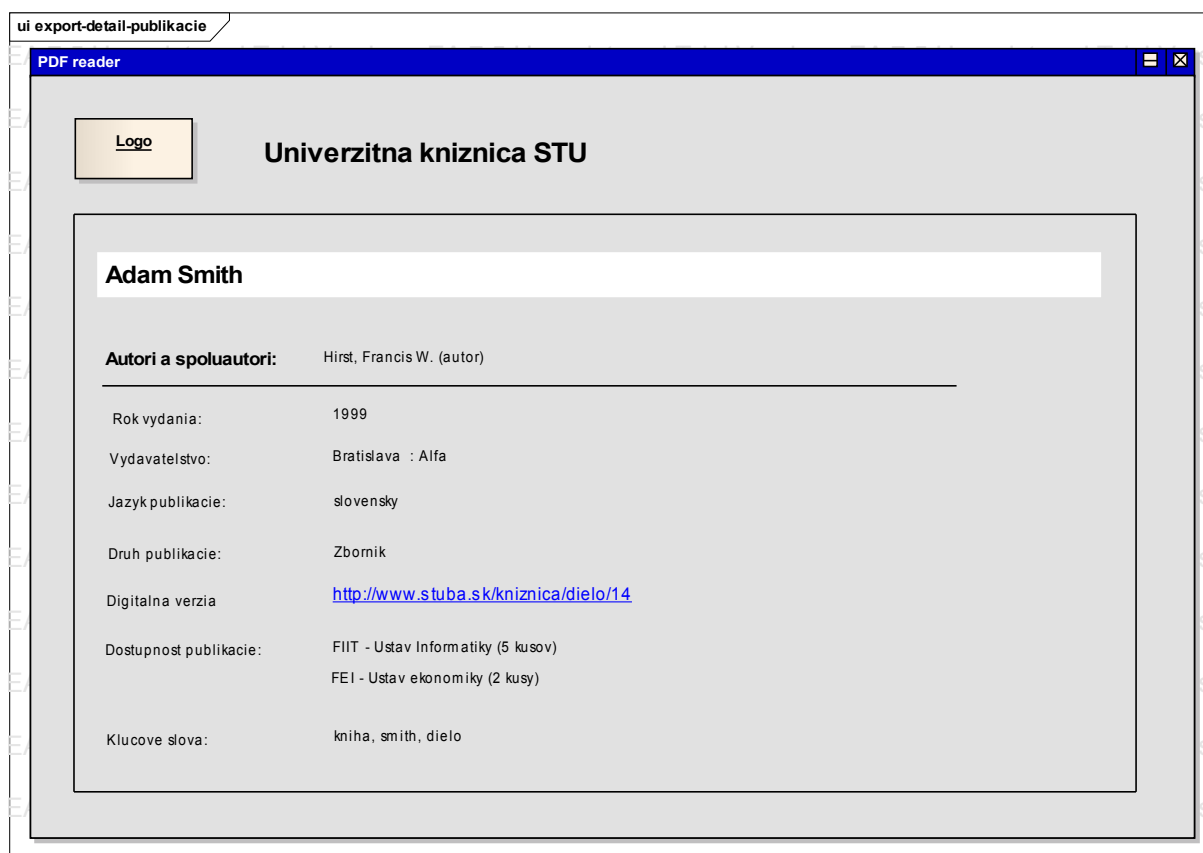 ui export-detail-publikacie
PDF reader
Logo
Univerzitna kniznica STU
Adam Smith
Autori a spoluautori: Hirst, Francis W. (autor)
Rok vydania: 1999
Vydavatelstvo: Bratislava : Alfa
Jazyk publikacie: slovensky
Druh publikacie: Zbornik
Digitalna verzia http://www.stuba.sk/kniznica/dielo/14
Dostupnost publikacie: FIIT - Ustav Informatiky (5 kusov)
FEI - Ustav ekonomiky (2 kusy)
Klucove slova: kniha, smith, dielo